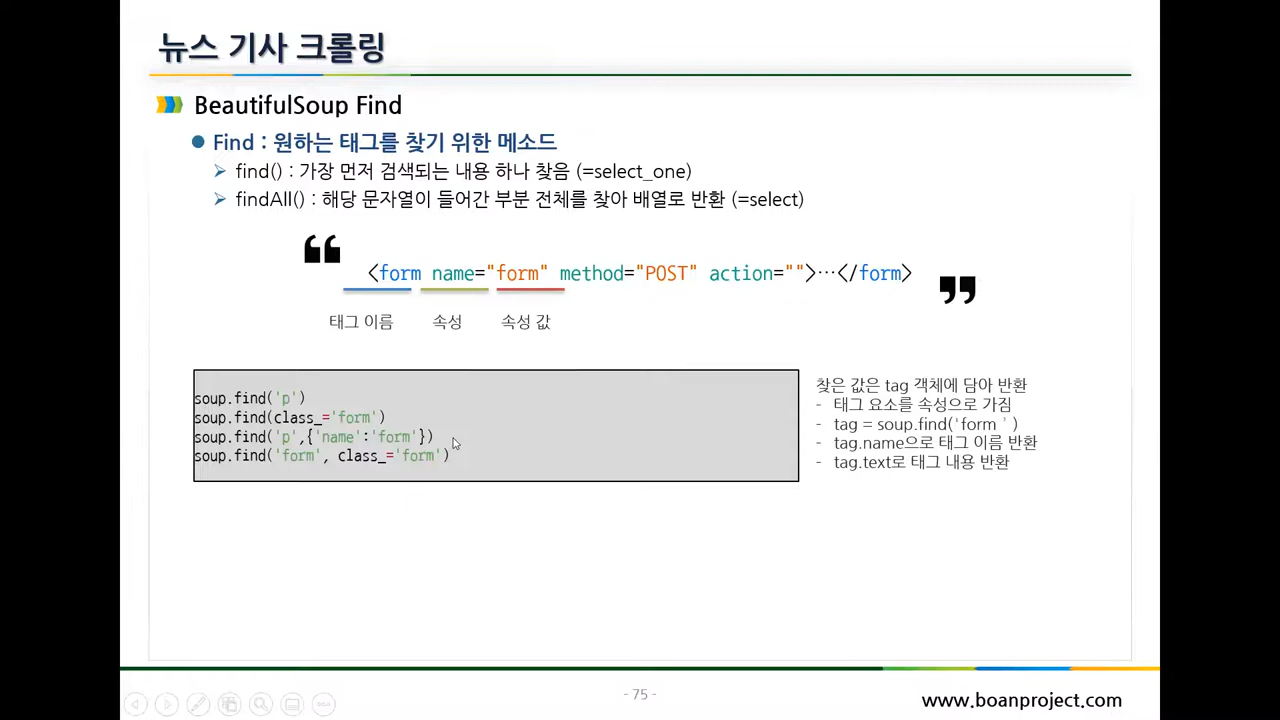 뉴스 기사 크롤링
BeautifulSoup Find
Find : 원하는 태그를 찾기 위한 메소드
find() : 가장 먼저 검색되는 내용 하나 찾음 (=select_one)
findAll() : 해당 문자열이 들어간 부분 전체를 찾아 배열로 반환 (=select)
<form name="form" method="POST" action="">…</form>
태그 이름 속성 속성 값
soup.find('p')
soup.find(class_='form')
soup.find('p',{'name':'form'})
soup.find('form', class_='form')
찾은 값은 tag 객체에 담아 반환
- 태그 요소를 속성으로 가짐
- tag = soup.find('form ' )
- tag.name으로 태그 이름 반환
- tag.text로 태그 내용 반환
- 75 -
www.boanproject.com